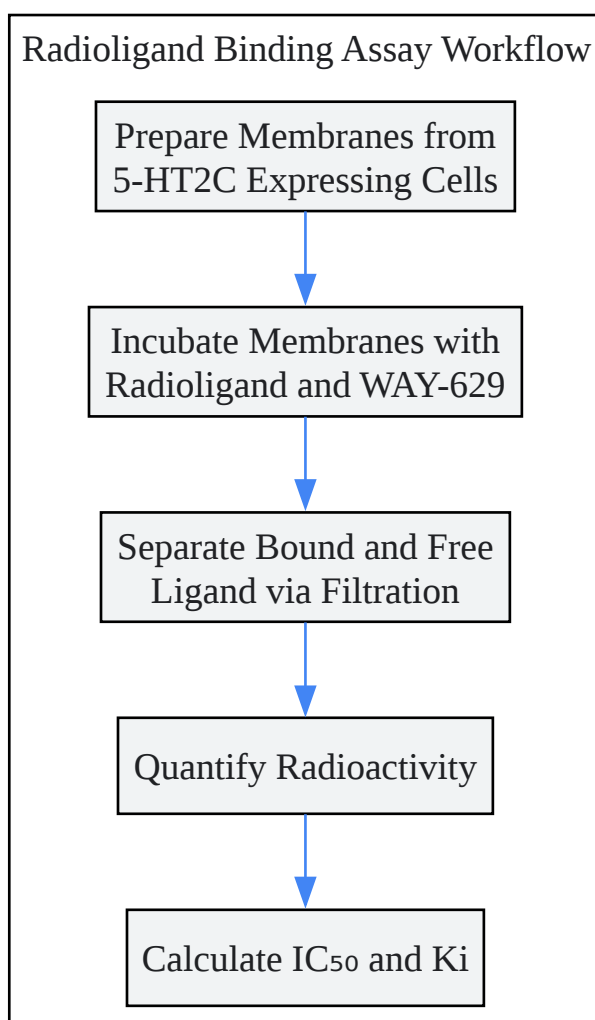 Radioligand Binding Assay Workflow
Prepare Membranes from
5-HT2C Expressing Cells
Incubate Membranes with
Radioligand and WAY-629
Separate Bound and Free
Ligand via Filtration
Quantify Radioactivity
Calculate IC₅₀ and Ki